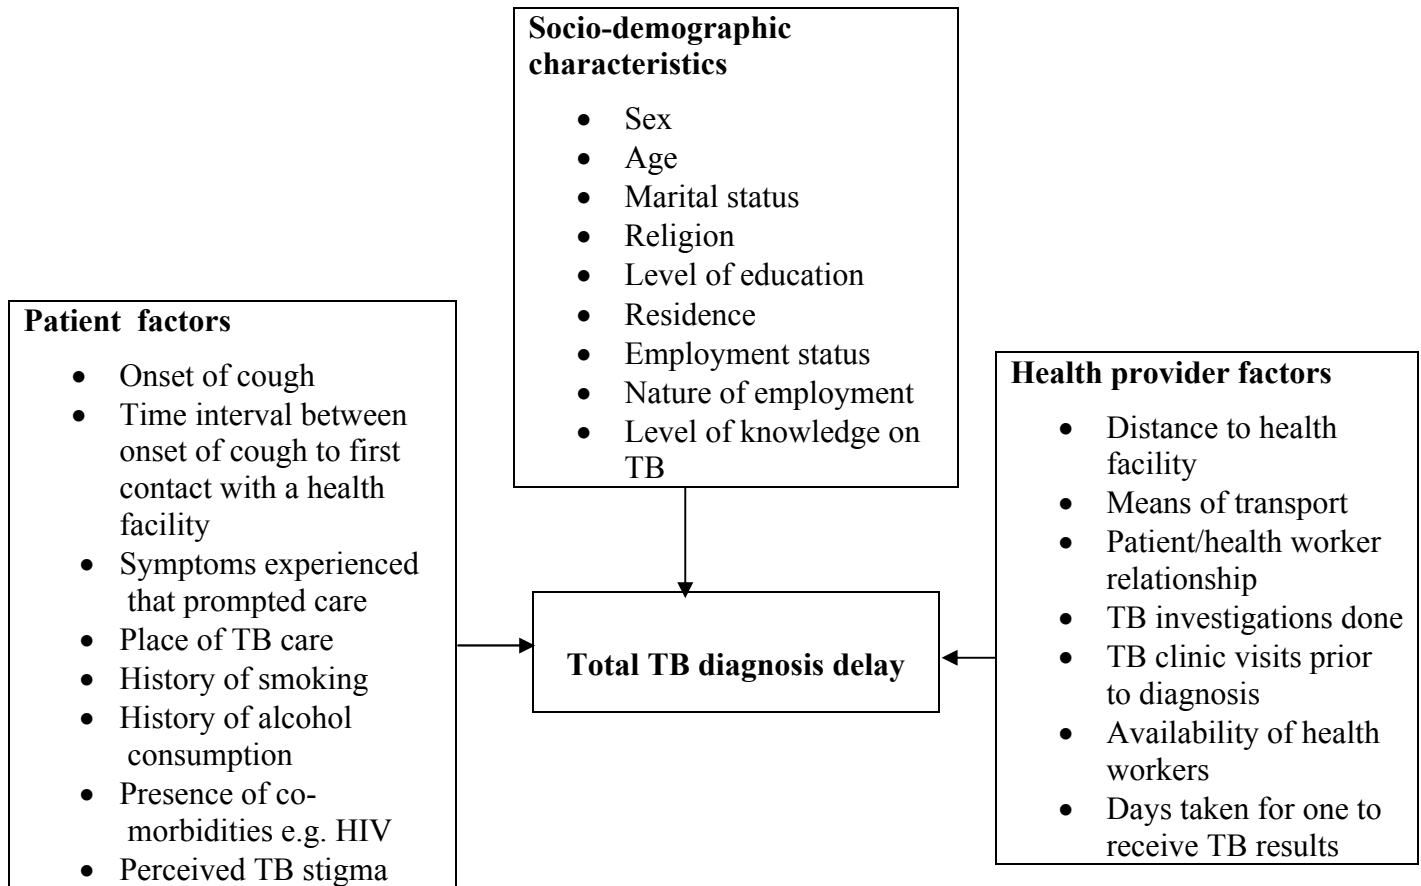 Socio-demographic
characteristics
• Sex
• Age
• Marital status
• Religion
• Level of education
• Residence
• Employment status
• Nature of employment
• Level of knowledge on
TB
Patient factors
• Onset of cough
• Time interval between
onset of cough to first
contact with a health
facility
• Symptoms experienced
that prompted care
• Place of TB care
• History of smoking
• History of alcohol
consumption
• Presence of co-
morbidities e.g. HIV
• Perceived TB stigma
Total TB diagnosis delay
Health provider factors
• Distance to health
facility
• Means of transport
• Patient/health worker
relationship
• TB investigations done
• TB clinic visits prior
to diagnosis
• Availability of health
workers
• Days taken for one to
receive TB results